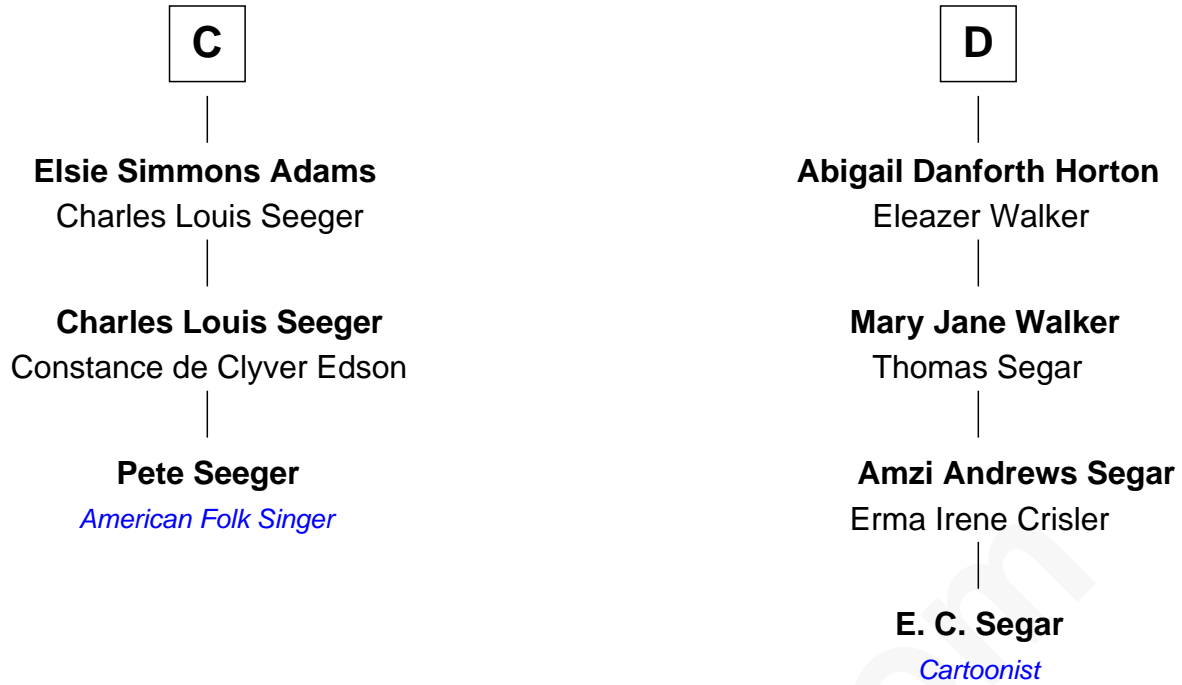 C
Elsie Simmons Adams
Charles Louis Seeger
Charles Louis Seeger
Constance de Clyver Edson
Pete Seeger
American Folk Singer
D
Abigail Danforth Horton
Eleazer Walker
Mary Jane Walker
Thomas Segar
Amzi Andrews Segar
Erma Irene Crisler
E. C. Segar
Cartoonist
om